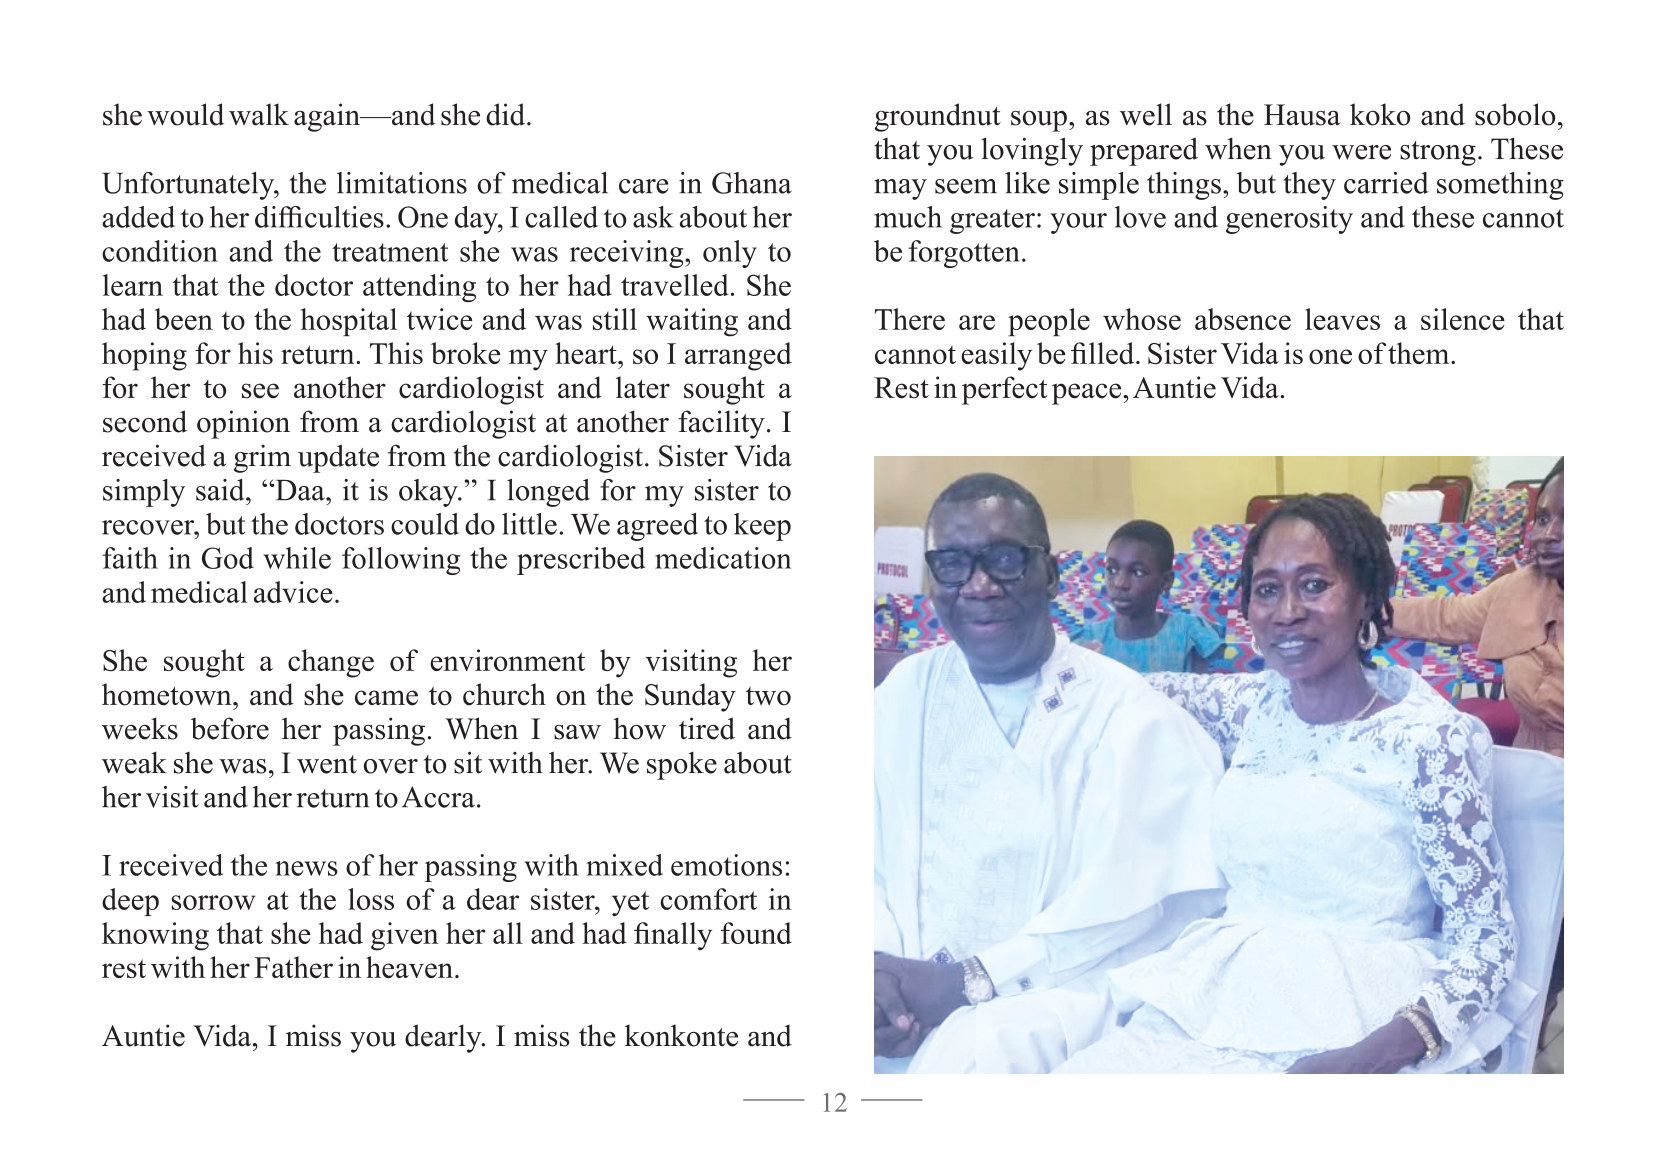 she would walk again—and she did.
Unfortunately, the limitations of medical care in Ghana
added to her difficulties. One day, I called to ask about her
condition and the treatment she was receiving, only to
learn that the doctor attending to her had travelled. She
had been to the hospital twice and was still waiting and
hoping for his return. This broke my heart, so I arranged
for her to see another cardiologist and later sought a
second opinion from a cardiologist at another facility. I
received a grim update from the cardiologist. Sister Vida
simply said, “Daa, it is okay.” I longed for my sister to
recover, but the doctors could do little. We agreed to keep
faith in God while following the prescribed medication
and medical advice.
She sought a change of environment by visiting her
hometown, and she came to church on the Sunday two
weeks before her passing. When I saw how tired and
weak she was, I went over to sit with her. We spoke about
her visit and her return to Accra.
I received the news of her passing with mixed emotions:
deep sorrow at the loss of a dear sister, yet comfort in
knowing that she had given her all and had finally found
rest with her Father in heaven.
Auntie Vida, I miss you dearly. I miss the konkonte and
groundnut soup, as well as the Hausa koko and sobolo,
that you lovingly prepared when you were strong. These
may seem like simple things, but they carried something
much greater: your love and generosity and these cannot
be forgotten.
There are people whose absence leaves a silence that
cannot easily be filled. Sister Vida is one of them.
Rest in perfect peace, Auntie Vida.
PROTOCOL
PROTO
12